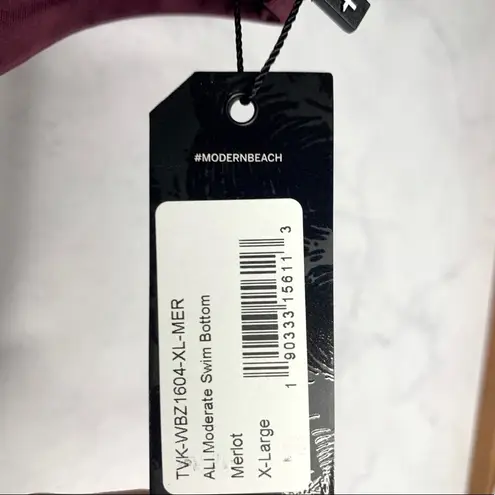 #MODERNBEACH
TVK-WBZ1604-XL-MER
ALI Moderate Swim Bottom
Merlot
X-Large
1 90333 15611 3